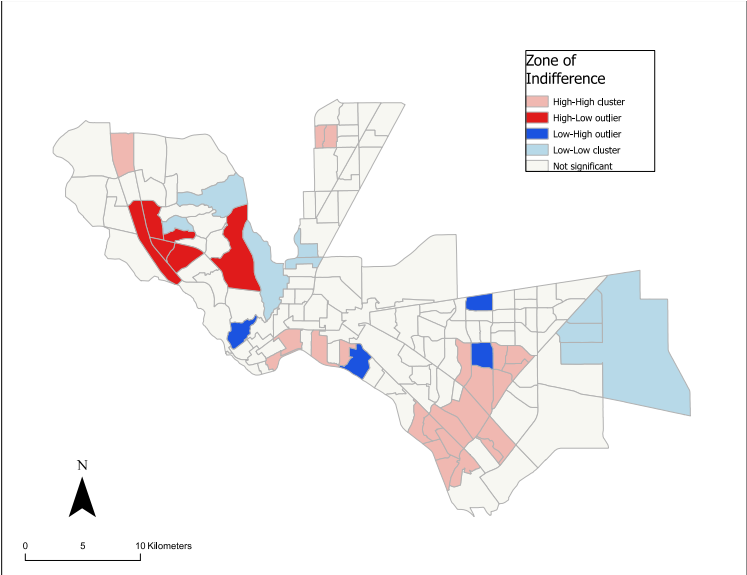 Zone of
Indifference
High-High cluster
High-Low outlier
Low-High outlier
Low-Low cluster
Not significant
N
0 5 10 Kilometers